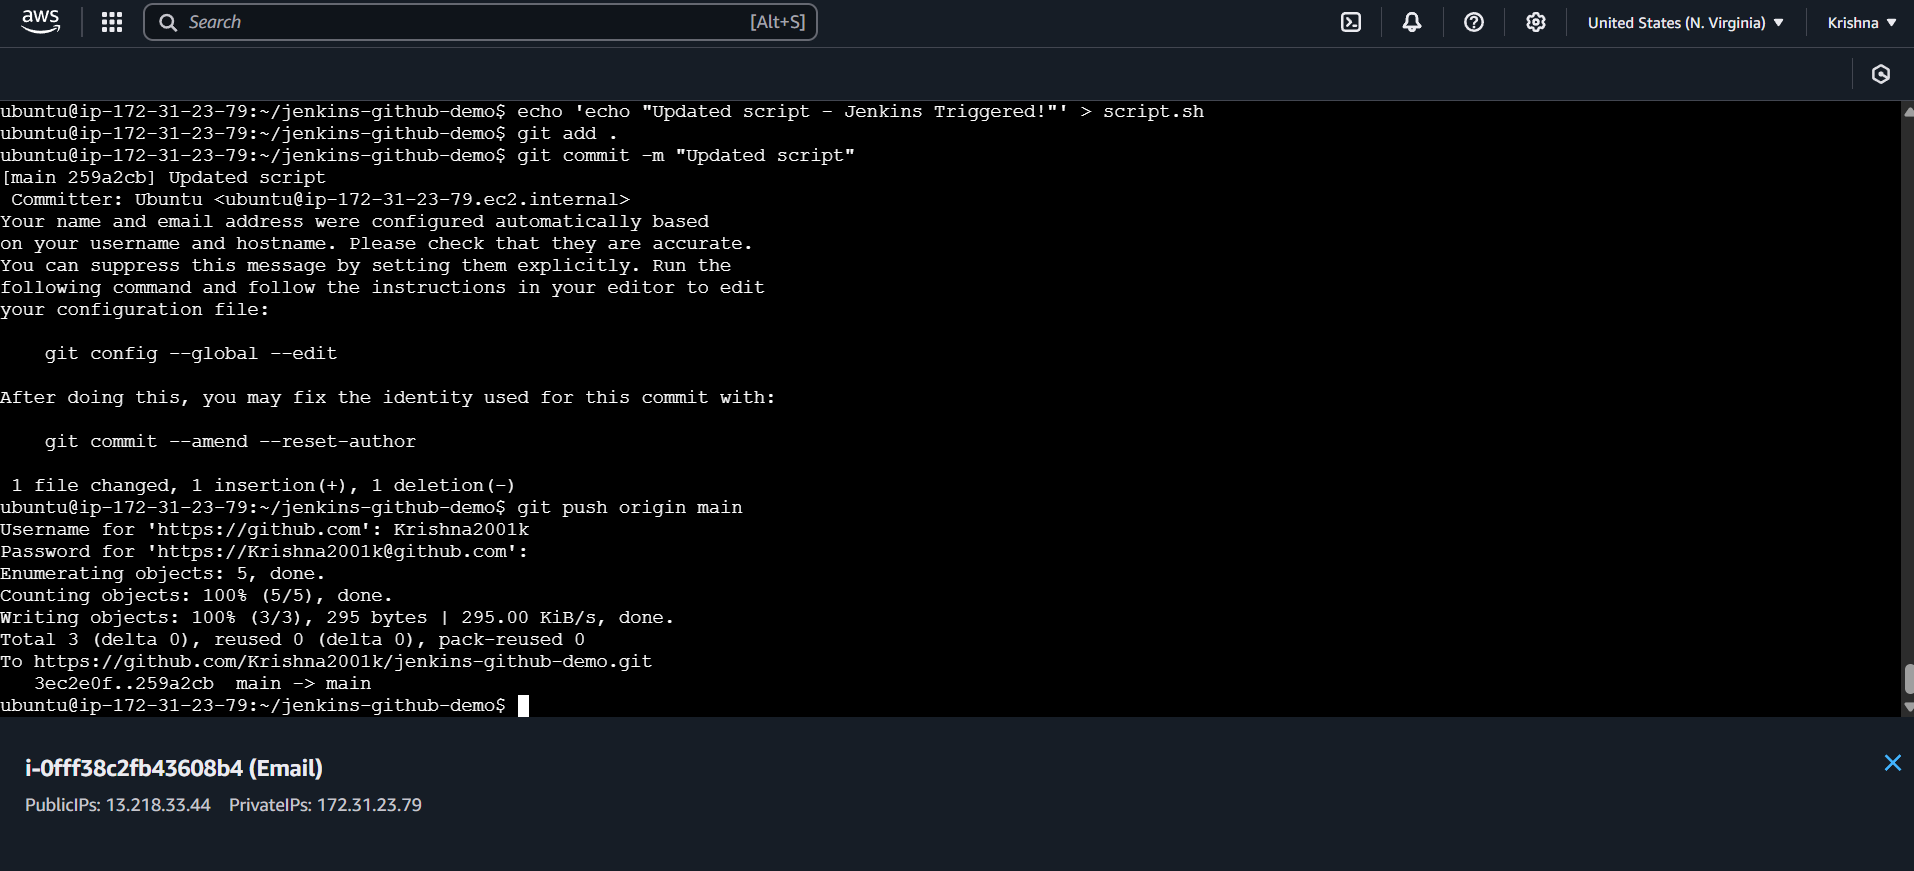 aws
Search [Alt+S]
United States (N. Virginia)
Krishna
ubuntu@ip-172-31-23-79:~/jenkins-github-demo$ echo 'echo "Updated script - Jenkins Triggered!"' > script.sh
ubuntu@ip-172-31-23-79:~/jenkins-github-demo$ git add .
ubuntu@ip-172-31-23-79:~/jenkins-github-demo$ git commit -m "Updated script"
[main 259a2cb] Updated script
 Committer: Ubuntu <ubuntu@ip-172-31-23-79.ec2.internal>
Your name and email address were configured automatically based
on your username and hostname. Please check that they are accurate.
You can suppress this message by setting them explicitly. Run the
following command and follow the instructions in your editor to edit
your configuration file:
    git config --global --edit
After doing this, you may fix the identity used for this commit with:
    git commit --amend --reset-author
 1 file changed, 1 insertion(+), 1 deletion(-)
ubuntu@ip-172-31-23-79:~/jenkins-github-demo$ git push origin main
Username for 'https://github.com': Krishna2001k
Password for 'https://Krishna2001k@github.com':
Enumerating objects: 5, done.
Counting objects: 100% (5/5), done.
Writing objects: 100% (3/3), 295 bytes | 295.00 KiB/s, done.
Total 3 (delta 0), reused 0 (delta 0), pack-reused 0
To https://github.com/Krishna2001k/jenkins-github-demo.git
   3ec2e0f..259a2cb  main -> main
ubuntu@ip-172-31-23-79:~/jenkins-github-demo$
i-0fff38c2fb43608b4 (Email)
PublicIPs: 13.218.33.44 PrivateIPs: 172.31.23.79